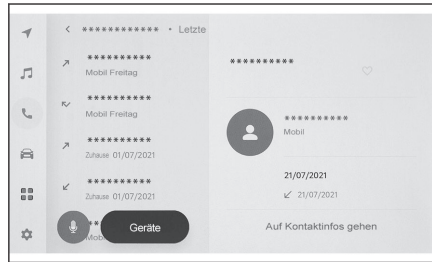 ************ • Letzte
**********
Mobil Freitag
**********
Mobil Freitag
**********
Zuhause 01/07/2021
**********
Zuhause 01/07/2021
**
Mobi
Geräte
**********
**********
Mobil
21/07/2021
21/07/2021
Auf Kontaktinfos gehen